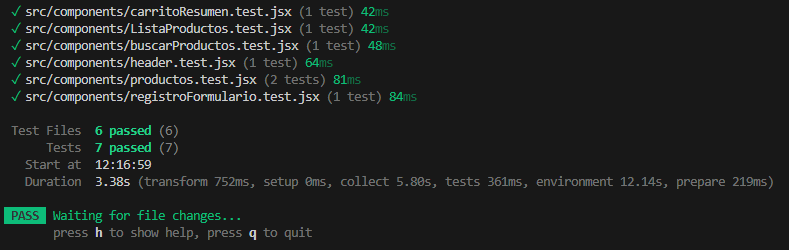 ✓ src/components/carritoResumen.test.jsx (1 test) 42ms
✓ src/components/ListaProductos.test.jsx (1 test) 42ms
✓ src/components/buscarProductos.test.jsx (1 test) 48ms
✓ src/components/header.test.jsx (1 test) 64ms
✓ src/components/productos.test.jsx (2 tests) 81ms
✓ src/components/registroFormulario.test.jsx (1 test) 84ms
Test Files 6 passed (6)
Tests 7 passed (7)
Start at 12:16:59
Duration 3.38s (transform 752ms, setup 0ms, collect 5.80s, tests 361ms, environment 12.14s, prepare 219ms)
PASS Waiting for file changes...
press h to show help, press q to quit